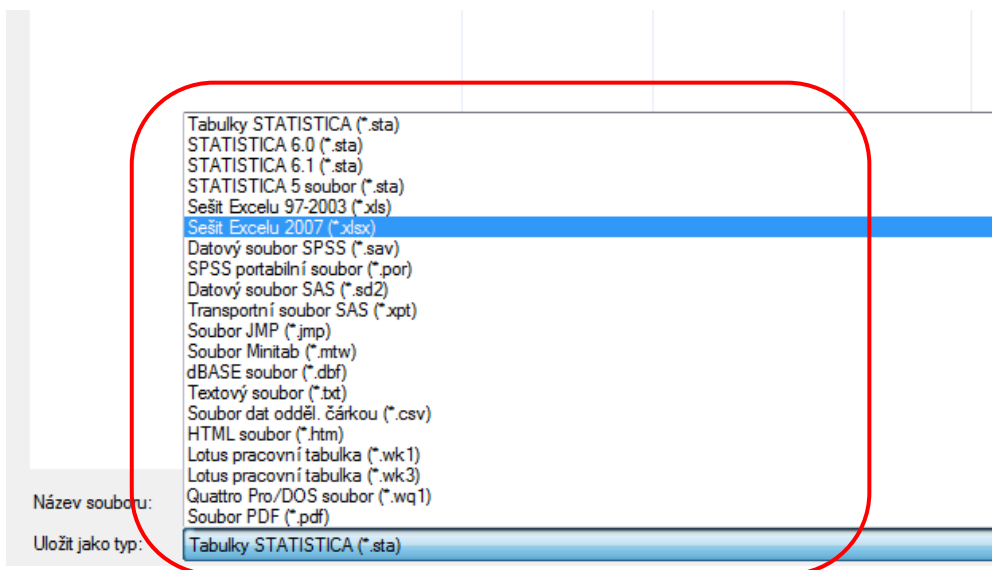 Tabulky STATISTICA (*.sta)
STATISTICA 6.0 (*.sta)
STATISTICA 6.1 (*.sta)
STATISTICA 5 soubor (*.sta)
Sešit Excelu 97-2003 (*.xls)
Sešit Excelu 2007 (*.xlsx)
Datový soubor SPSS (*.sav)
SPSS portabilní soubor (*.por)
Datový soubor SAS (*.sd2)
Transportní soubor SAS (*.xpt)
Soubor JMP (*.jmp)
Soubor Minitab (*.mtw)
dBASE soubor (*.dbf)
Textový soubor (*.txt)
Soubor dat odděl. čárkou (*.csv)
HTML soubor (*.htm)
Lotus pracovní tabulka (*.wk1)
Lotus pracovní tabulka (*.wk3)
Quattro Pro/DOS soubor (*.wq1)
Soubor PDF (*.pdf)
Název souboru:
Uložit jako typ: Tabulky STATISTICA (*.sta)